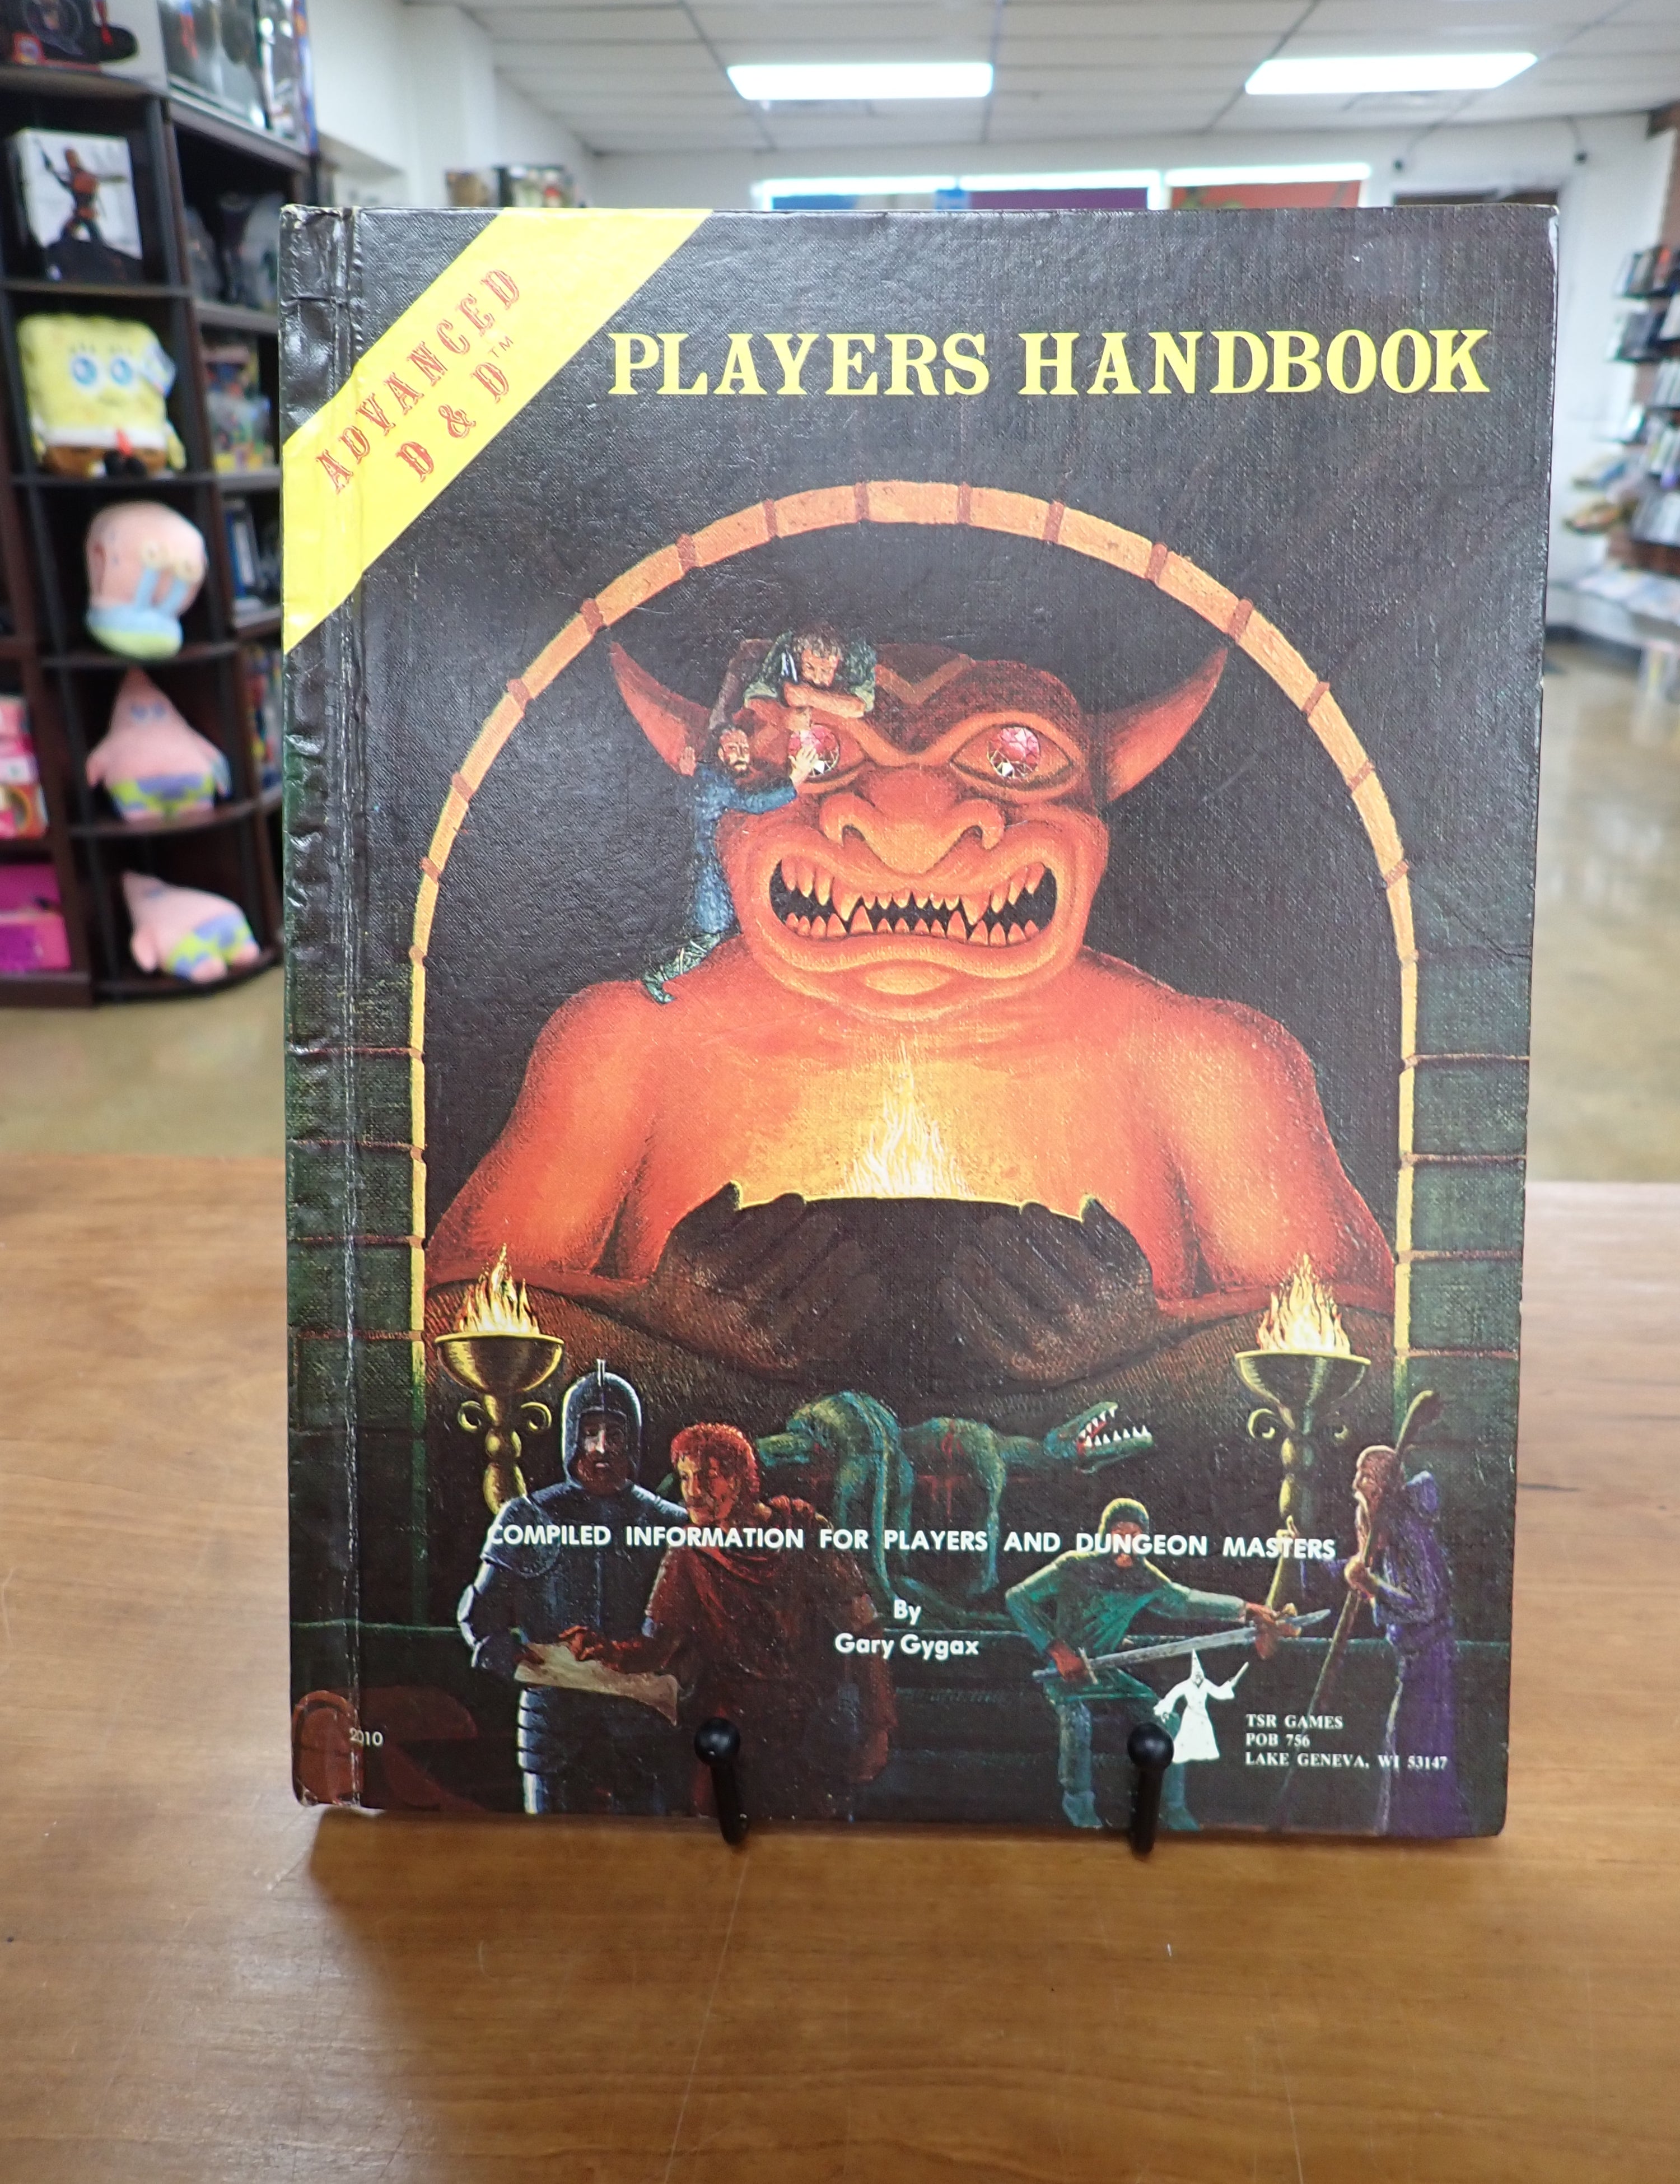 ADVANCED
D & D™
PLAYERS HANDBOOK
COMPILED INFORMATION FOR PLAYERS AND DUNGEON MASTERS
By
Gary Gygax
2010
TSR GAMES
POB 756
LAKE GENEVA, WI 53147